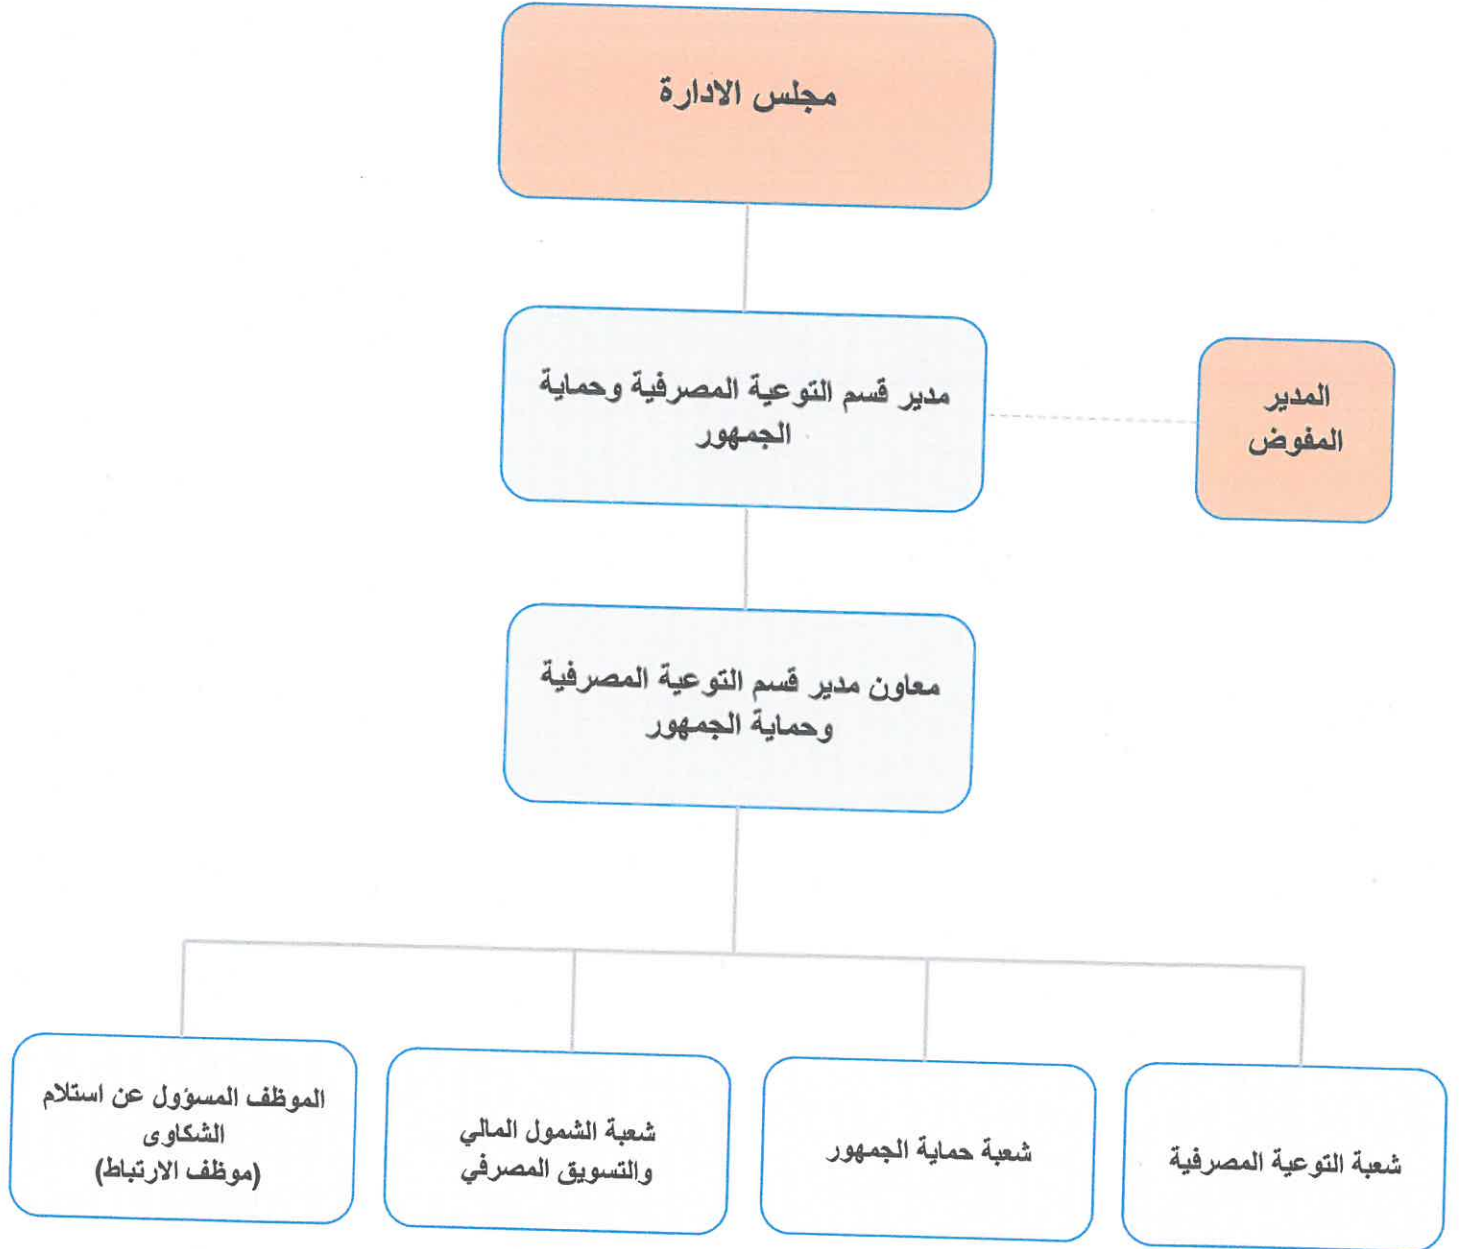 مجلس الادارة
مدير قسم التوعية المصرفية وحماية
الجمهور
المدير
المفوض
معاون مدير قسم التوعية المصرفية
وحماية الجمهور
شعبة التوعية المصرفية
شعبة حماية الجمهور
شعبة الشمول المالي
والتسويق المصرفي
الموظف المسؤول عن استلام
الشكاوى
(موظف الارتباط)